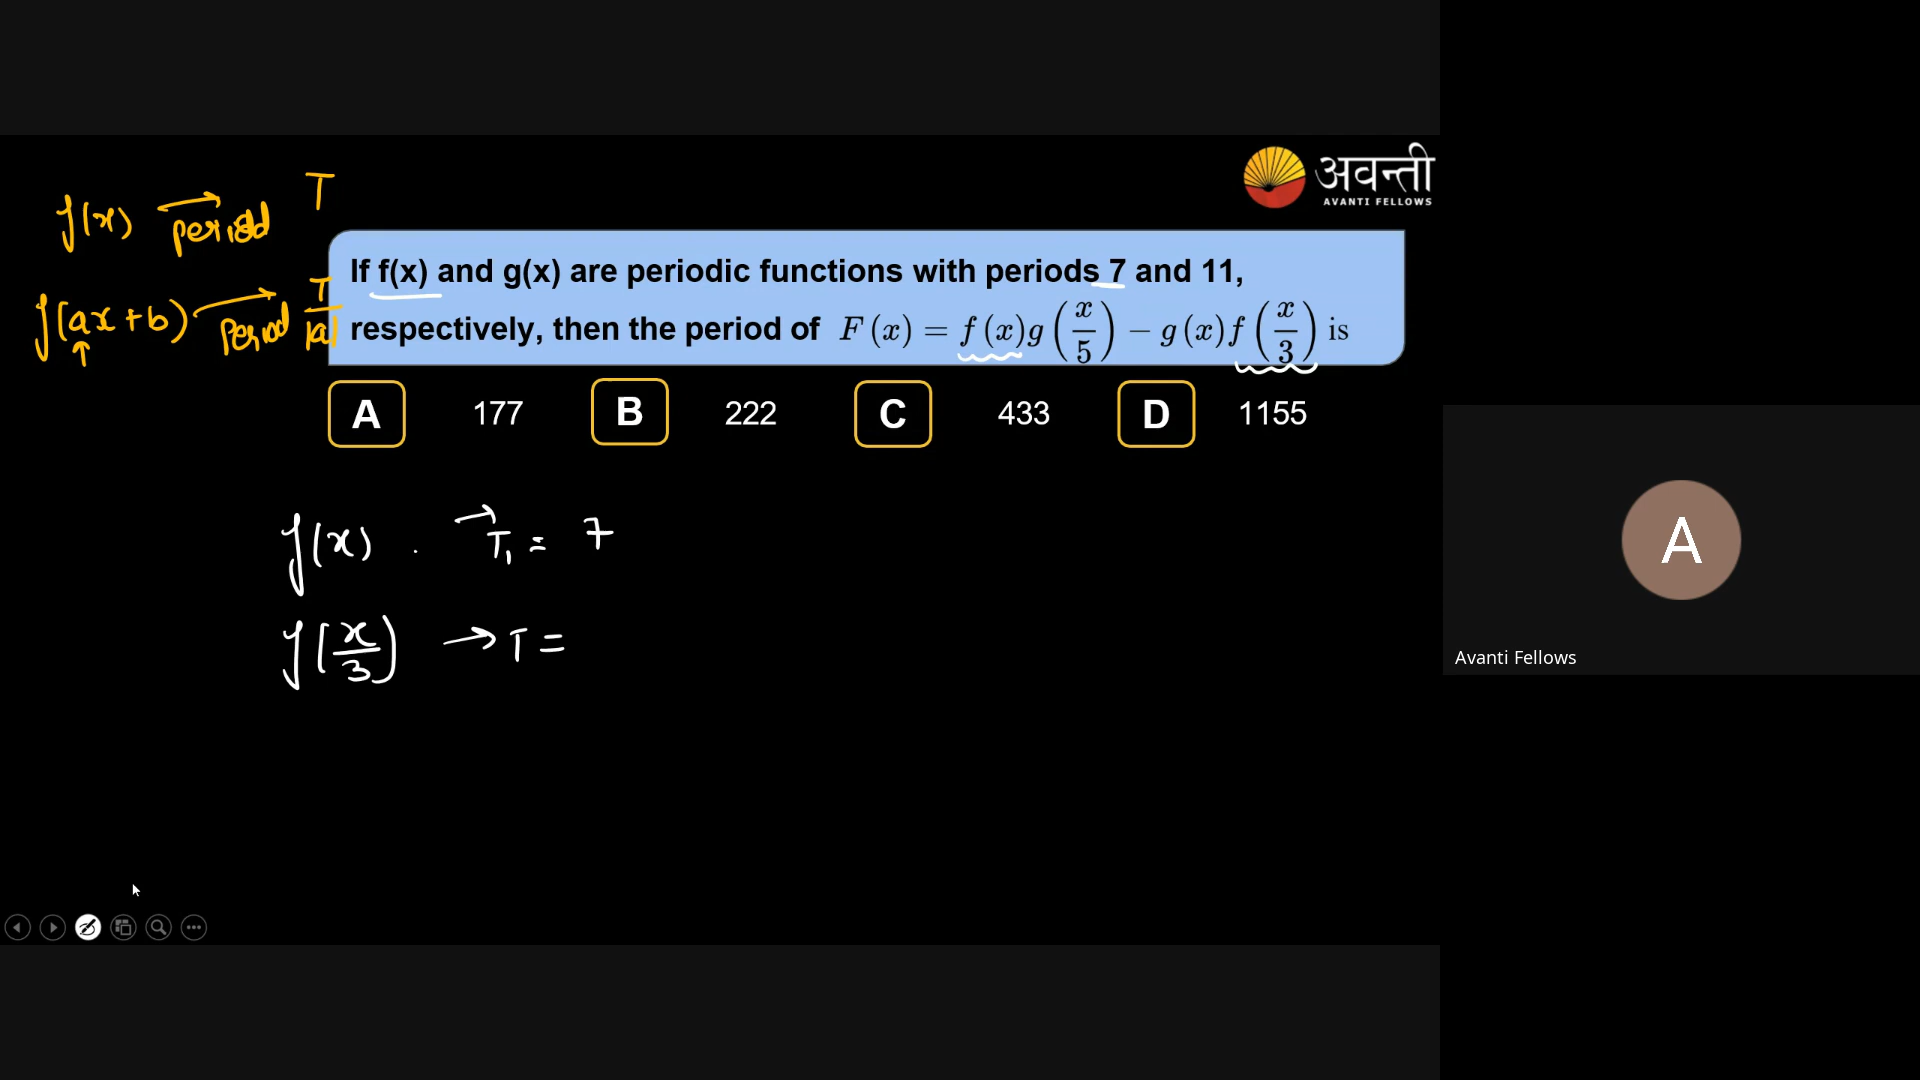 अवन्ती
AVANTI FELLOWS
f(x) → period T
f(ax+b) → Period T/|a|
If f(x) and g(x) are periodic functions with periods 7 and 11,
respectively, then the period of F(x) = f(x)g(x/5) − g(x)f(x/3) is
A 177 B 222 C 433 D 1155
f(x) . → T₁ = 7
f(x/3) → T =
A
Avanti Fellows